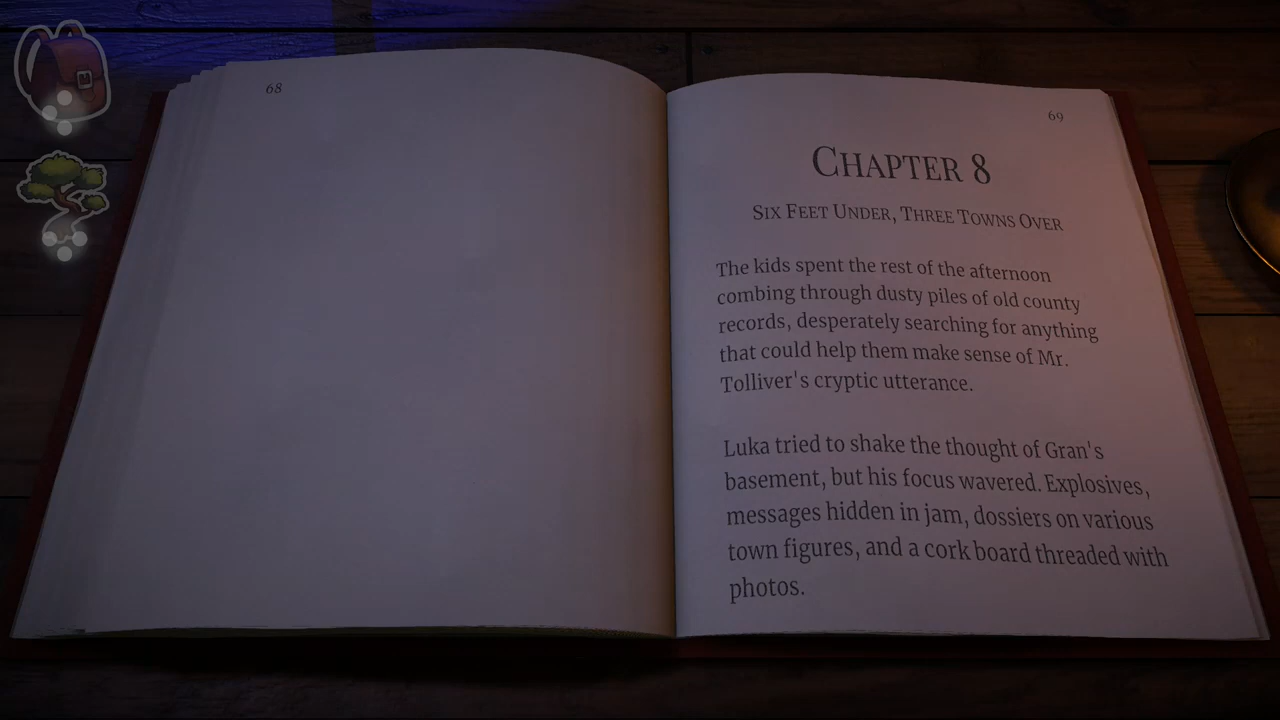 68
69
Chapter 8
Six Feet Under, Three Towns Over
The kids spent the rest of the afternoon
combing through dusty piles of old county
records, desperately searching for anything
that could help them make sense of Mr.
Tolliver's cryptic utterance.
Luka tried to shake the thought of Gran's
basement, but his focus wavered. Explosives,
messages hidden in jam, dossiers on various
town figures, and a cork board threaded with
photos.